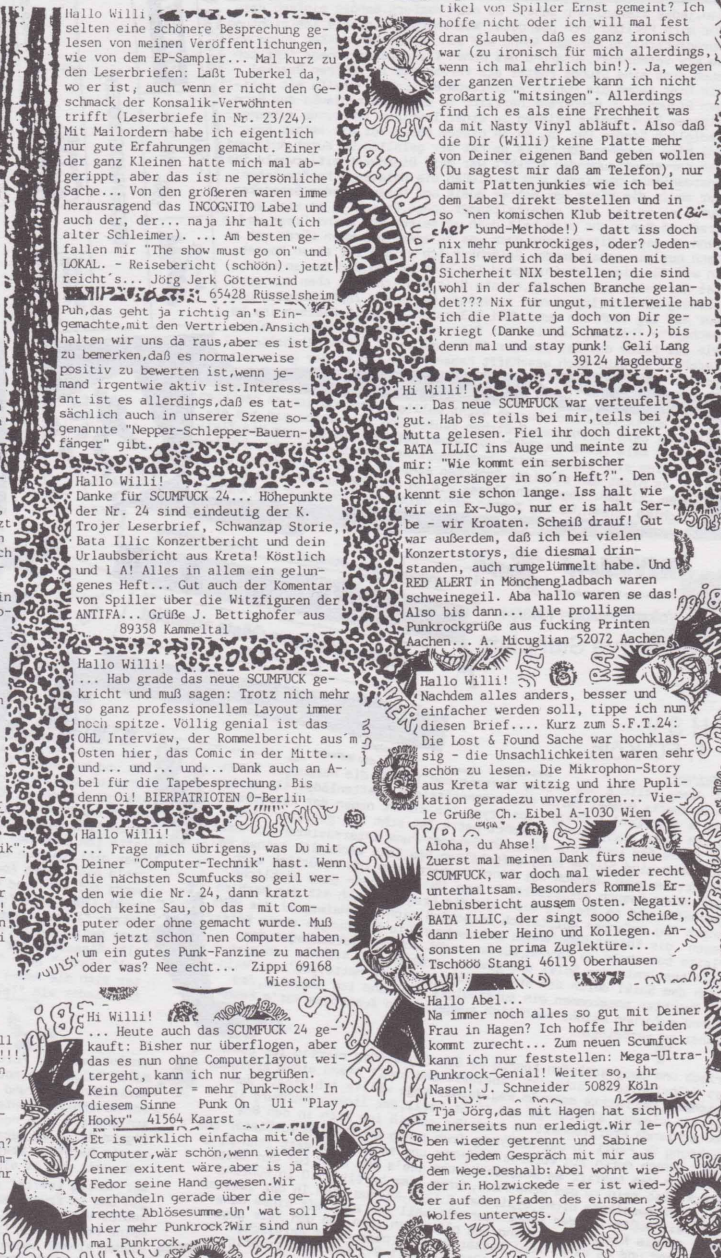 Hallo Willi,
selten eine schönere Besprechung ge-
lesen von meinen Veröffentlichungen,
wie von dem EP-Sampler... Mal kurz zu
den Leserbriefen: Laßt Tuberkel da,
wo er ist, auch wenn er nicht den Ge-
schmack der Konsalik-Verwöhnten
trifft (Leserbriefe in Nr. 23/24).
Mit Mailordern habe ich eigentlich
nur gute Erfahrungen gemacht. Einer
der ganz Kleinen hatte mich mal ab-
gerippt, aber das ist ne persönliche
Sache... Von den größeren waren imme
herausragend das INCOGNITO Label und
auch der, der... naja ihr halt (ich
alter Schleimer). ... Am besten ge-
fallen mir "The show must go on" und
LOKAL. - Reisebericht (schöön). jetzt
reicht´s... Jörg Jerk Götterwind
65428 Rüsselsheim
Puh,das geht ja richtig an's Ein-
gemachte,mit den Vertrieben.Ansich
halten wir uns da raus,aber es ist
zu bemerken,daß es normalerweise
positiv zu bewerten ist,wenn je-
mand irgentwie aktiv ist.Interess-
ant ist es allerdings,daß es tat-
sächlich auch in unserer Szene so-
genannte "Nepper-Schlepper-Bauern-
fänger" gibt.
Hallo Willi!
Danke für SCUMFUCK 24... Höhepunkte
der Nr. 24 sind eindeutig der K.
Trojer Leserbrief, Schwanzap Storie,
Bata Illic Konzertbericht und dein
Urlaubsbericht aus Kreta! Köstlich
und 1 A! Alles in allem ein gelun-
genes Heft... Gut auch der Komentar
von Spiller über die Witzfiguren der
ANTIFA... Grüße J. Bettighofer aus
89358 Kammeltal
Hallo Willi!
... Hab grade das neue SCUMFUCK ge-
kricht und muß sagen: Trotz nich mehr
so ganz professionellem Layout immer
noch spitze. Völlig genial ist das
OHL Interview, der Rommelbericht aus´m
Osten hier, das Comic in der Mitte...
und... und... und... Dank auch an A-
bel für die Tapebesprechung. Bis
denn Oi! BIERPATRIOTEN O-Berlin
Hallo Willi!
... Frage mich übrigens, was Du mit
Deiner "Computer-Technik" hast. Wenn
die nächsten Scumfucks so geil wer-
den wie die Nr. 24, dann kratzt
doch keine Sau, ob das mit Com-
puter oder ohne gemacht wurde. Muß
man jetzt schon `nen Computer haben,
um ein gutes Punk-Fanzine zu machen
oder was? Nee echt... Zippi 69168
Wiesloch
Hi Willi!
... Heute auch das SCUMFUCK 24 ge-
kauft: Bisher nur überflogen, aber
das es nun ohne Computerlayout wei-
tergeht, kann ich nur begrüßen.
Kein Computer = mehr Punk-Rock! In
diesem Sinne Punk On Uli "Play
Hooky" 41564 Kaarst
Et is wirklich einfacha mit'de
Computer,wär schön,wenn wieder
einer exitent wäre,aber is ja
Fedor seine Hand gewesen.Wir
verhandeln gerade über die ge-
rechte Ablösesumme.Un' wat soll
hier mehr Punkrock?Wir sind nun
mal Punkrock.
tikel von Spiller Ernst gemeint? Ich
hoffe nicht oder ich will mal fest
dran glauben, daß es ganz ironisch
war (zu ironisch für mich allerdings,
wenn ich mal ehrlich bin!). Ja, wegen
der ganzen Vertriebe kann ich nicht
großartig "mitsingen". Allerdings
find ich es als eine Frechheit was
da mit Nasty Vinyl abläuft. Also daß
die Dir (Willi) keine Platte mehr
von Deiner eigenen Band geben wollen
(Du sagtest mir daß am Telefon), nur
damit Plattenjunkies wie ich bei
dem Label direkt bestellen und in
so `nen komischen Klub beitreten (Bü-
cher bund-Methode!) - datt iss doch
nix mehr punkrockiges, oder? Jeden-
falls werd ich da bei denen mit
Sicherheit NIX bestellen; die sind
wohl in der falschen Branche gelan-
det??? Nix für ungut, mitlerweile hab
ich die Platte ja doch von Dir ge-
kriegt (Danke und Schmatz...); bis
denn mal und stay punk! Geli Lang
39124 Magdeburg
Hi Willi!
... Das neue SCUMFUCK war verteufelt
gut. Hab es teils bei mir,teils bei
Mutta gelesen. Fiel ihr doch direkt
BATA ILLIC ins Auge und meinte zu
mir: "Wie kommt ein serbischer
Schlagersänger in so´n Heft?". Den
kennt sie schon lange. Iss halt wie
wir ein Ex-Jugo, nur er is halt Ser-
be - wir Kroaten. Scheiß drauf! Gut
war außerdem, daß ich bei vielen
Konzertstorys, die diesmal drin-
standen, auch rumgelümmelt habe. Und
RED ALERT in Mönchengladbach waren
schweinegeil. Aba hallo waren se das!
Also bis dann... Alle prolligen
Punkrockgrüße aus fucking Printen
Aachen... A. Micuglian 52072 Aachen
Hallo Willi!
Nachdem alles anders, besser und
einfacher werden soll, tippe ich nun
diesen Brief.... Kurz zum S.F.T.24:
Die Lost & Found Sache war hochklas-
sig - die Unsachlichkeiten waren sehr
schön zu lesen. Die Mikrophon-Story
aus Kreta war witzig und ihre Pupli-
kation geradezu unverfroren... Vie-
le Grüße Ch. Eibel A-1030 Wien
Aloha, du Ahse!
Zuerst mal meinen Dank fürs neue
SCUMFUCK, war doch mal wieder recht
unterhaltsam. Besonders Rommels Er-
lebnisbericht aussem Osten. Negativ:
BATA ILLIC, der singt sooo Scheiße,
dann lieber Heino und Kollegen. An-
sonsten ne prima Zuglektüre...
Tschööö Stangi 46119 Oberhausen
Hallo Abel...
Na immer noch alles so gut mit Deiner
Frau in Hagen? Ich hoffe Ihr beiden
kommt zurecht... Zum neuen Scumfuck
kann ich nur feststellen: Mega-Ultra-
Punkrock-Genial! Weiter so, ihr
Nasen! J. Schneider 50829 Köln
Tja Jörg,das mit Hagen hat sich
meinerseits nun erledigt.Wir le-
ben wieder getrennt und Sabine
geht jedem Gespräch mit mir aus
dem Wege.Deshalb: Abel wohnt wie-
der in Holzwickede = er ist wied-
er auf den Pfaden des einsamen
Wolfes unterwegs.
PUNK
ROCK